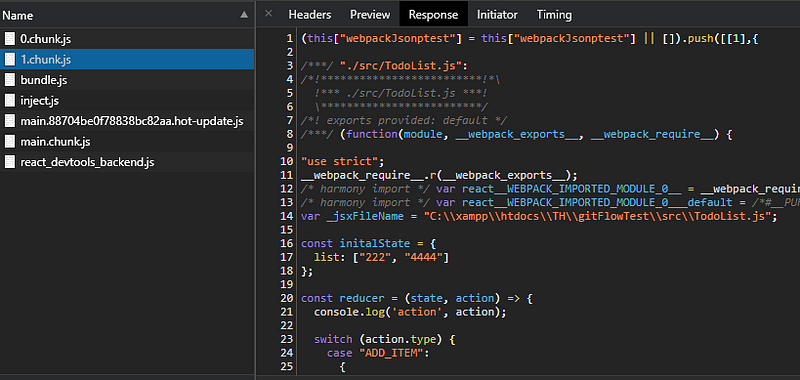 Name
0.chunk.js
1.chunk.js
bundle.js
inject.js
main.88704be0f78838bc82aa.hot-update.js
main.chunk.js
react_devtools_backend.js
× Headers Preview Response Initiator Timing
1 (this["webpackJsonptest"] = this["webpackJsonptest"] || []).push([[1],{
2
3 /***/ "./src/TodoList.js":
4 /*!*************************!*\
5 !*** ./src/TodoList.js ***!
6 \*************************/
7 /*! exports provided: default */
8 /***/ (function(module, __webpack_exports__, __webpack_require__) {
9
10 "use strict";
11 __webpack_require__.r(__webpack_exports__);
12 /* harmony import */ var react__WEBPACK_IMPORTED_MODULE_0__ = __webpack_requi
13 /* harmony import */ var react__WEBPACK_IMPORTED_MODULE_0___default = /*#__PU
14 var _jsxFileName = "C:\\xampp\\htdocs\\TH\\gitFlowTest\\src\\TodoList.js";
15
16 const initalState = {
17 list: ["222", "4444"]
18 };
19
20 const reducer = (state, action) => {
21 console.log('action', action);
22
23 switch (action.type) {
24 case "ADD_ITEM":
25 {